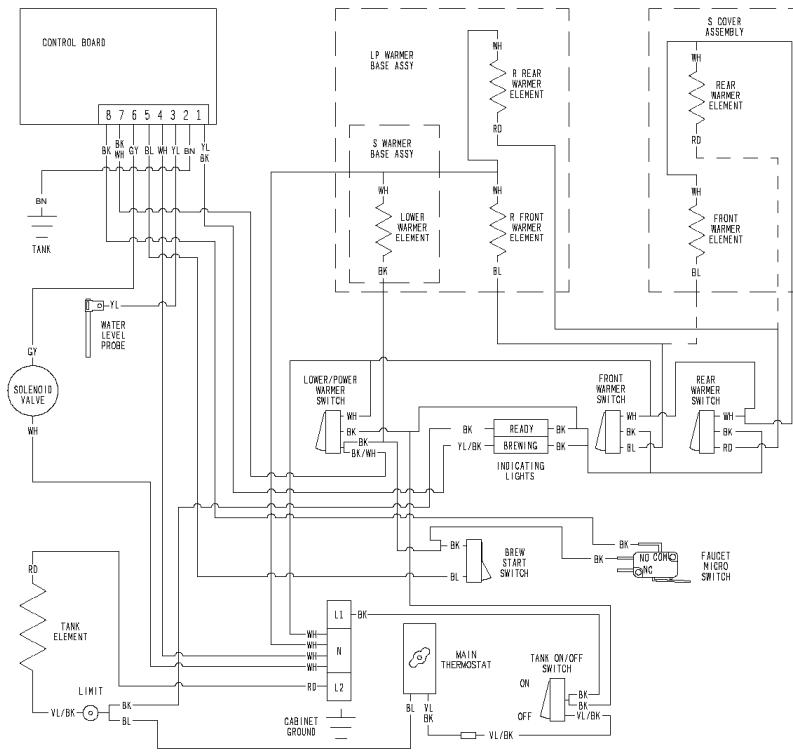 CONTROL BOARD
8 7 6 5 4 3 2 1
BK
BK
WH
GY
BL
WH
YL
BN
YL
BK
BN
TANK
YL
WATER
LEVEL
PROBE
GY
SOLENOID
VALVE
WH
LP WARMER
BASE ASSY
WH
R REAR
WARMER
ELEMENT
RD
S WARMER
BASE ASSY
WH
LOWER
WARMER
ELEMENT
BK
WH
R FRONT
WARMER
ELEMENT
BL
S COVER
ASSEMBLY
WH
REAR
WARMER
ELEMENT
RD
WH
FRONT
WARMER
ELEMENT
BL
LOWER/POWER
WARMER
SWITCH
WH
BK
BK
BK/WH
BK
READY
BK
YL/BK
BREWING
BK
INDICATING
LIGHTS
FRONT
WARMER
SWITCH
WH
BK
BL
REAR
WARMER
SWITCH
WH
BK
RD
BK
BL
BREW
START
SWITCH
BK
BK
NO COM
NC
FAUCET
MICRO
SWITCH
RD
TANK
ELEMENT
LIMIT
VL/BK
BK
BL
L1
BK
WH
WH
N
WH
WH
RD
L2
CABINET
GROUND
MAIN
THERMOSTAT
BL
VL
BK
VL/BK
TANK ON/OFF
SWITCH
ON
OFF
BK
BK
VL/BK